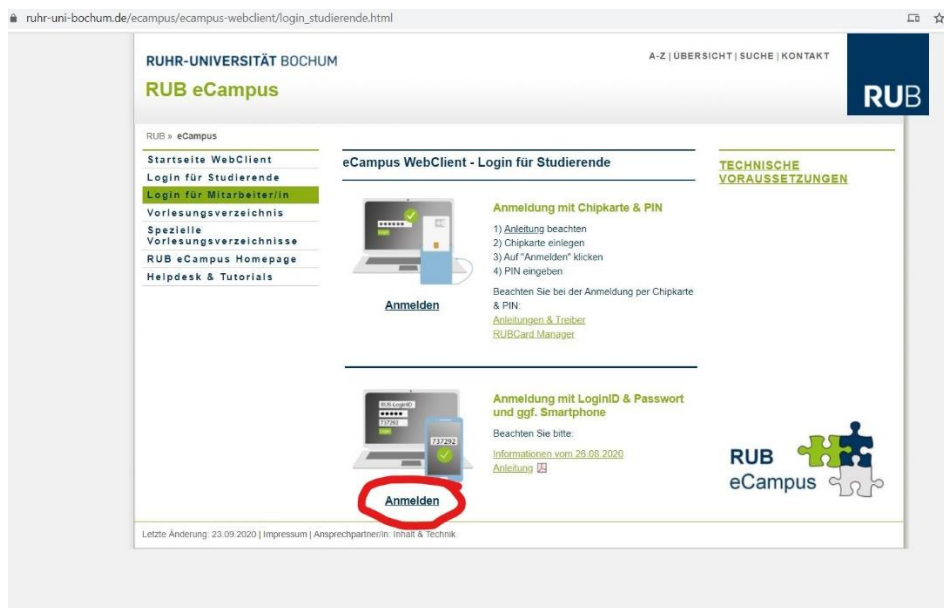 ruhr-uni-bochum.de/ecampus/ecampus-webclient/login_studierende.html
RUHR-UNIVERSITÄT BOCHUM
A-Z | ÜBERSICHT | SUCHE | KONTAKT
RUB eCampus
RUB
RUB » eCampus
Startseite WebClient
Login für Studierende
Login für Mitarbeiter/in
Vorlesungsverzeichnis
Spezielle
Vorlesungsverzeichnisse
RUB eCampus Homepage
Helpdesk & Tutorials
eCampus WebClient - Login für Studierende
Anmeldung mit Chipkarte & PIN
1) Anleitung beachten
2) Chipkarte einlegen
3) Auf "Anmelden" klicken
4) PIN eingeben
Beachten Sie bei der Anmeldung per Chipkarte
& PIN:
Anleitungen & Treiber
RUBCard Manager
Anmelden
RUB LoginID
737292
737292
Anmeldung mit LoginID & Passwort
und ggf. Smartphone
Beachten Sie bitte:
Informationen vom 26.08.2020
Anleitung
Anmelden
TECHNISCHE
VORAUSSETZUNGEN
RUB
eCampus
Letzte Änderung: 23.09.2020 | Impressum | Ansprechpartner/in: Inhalt & Technik